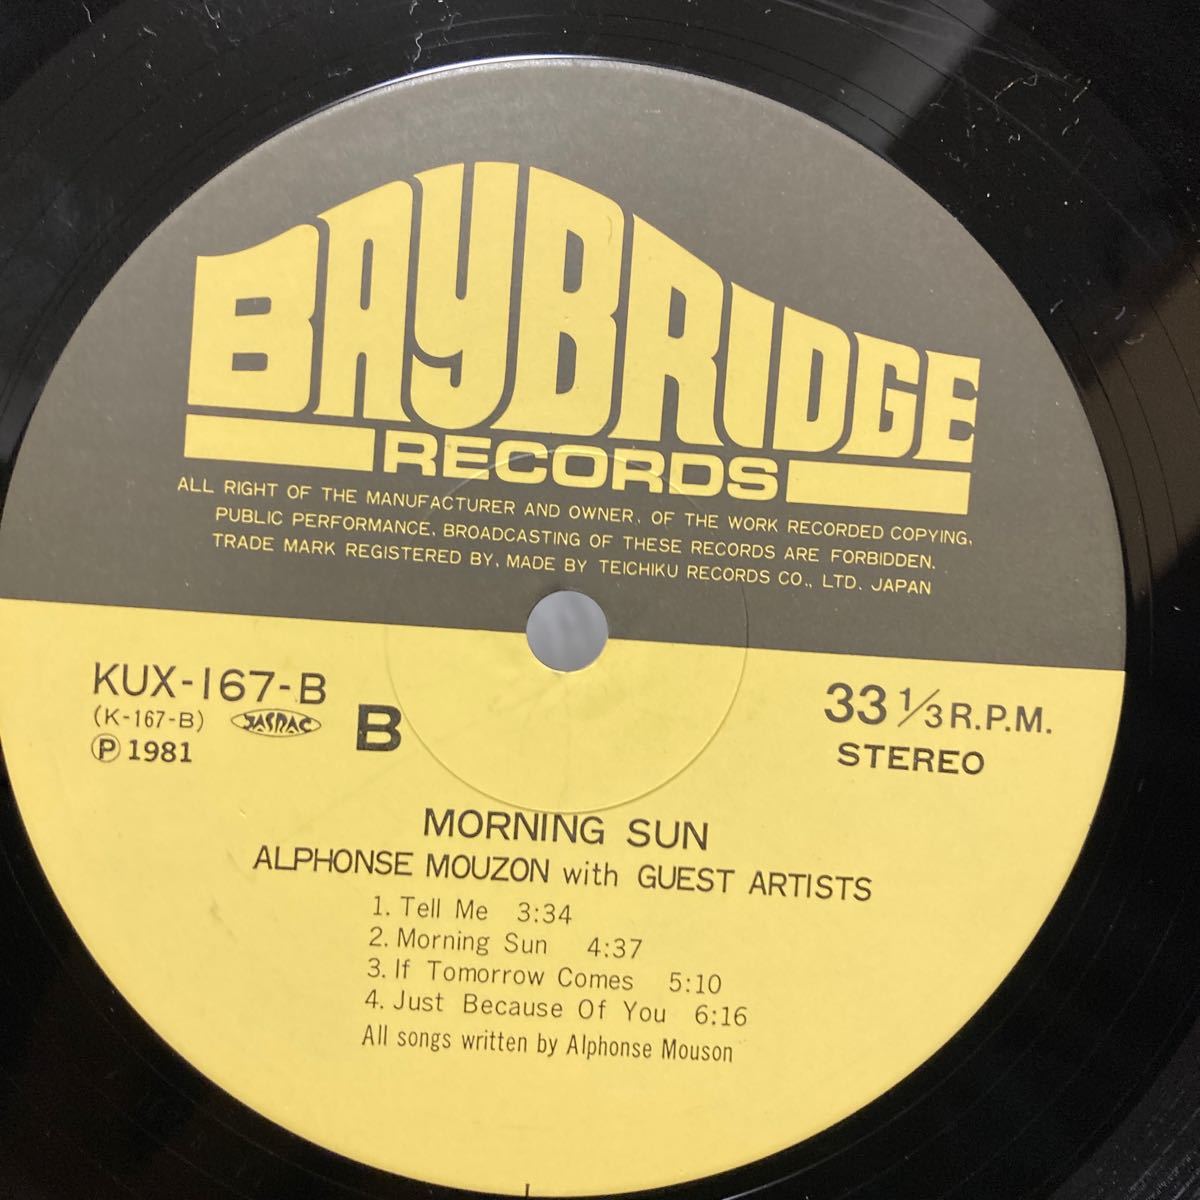 BAYBRIDGE
RECORDS
ALL RIGHT OF THE MANUFACTURER AND OWNER, OF THE WORK RECORDED COPYING,
PUBLIC PERFORMANCE, BROADCASTING OF THESE RECORDS ARE FORBIDDEN.
TRADE MARK REGISTERED BY, MADE BY TEICHIKU RECORDS CO., LTD. JAPAN
KUX-167-B
(K-167-B) JASRAC B
Ⓟ 1981
33 1/3 R.P.M.
STEREO
MORNING SUN
ALPHONSE MOUZON with GUEST ARTISTS
1. Tell Me 3:34
2. Morning Sun 4:37
3. If Tomorrow Comes 5:10
4. Just Because Of You 6:16
All songs written by Alphonse Mouson